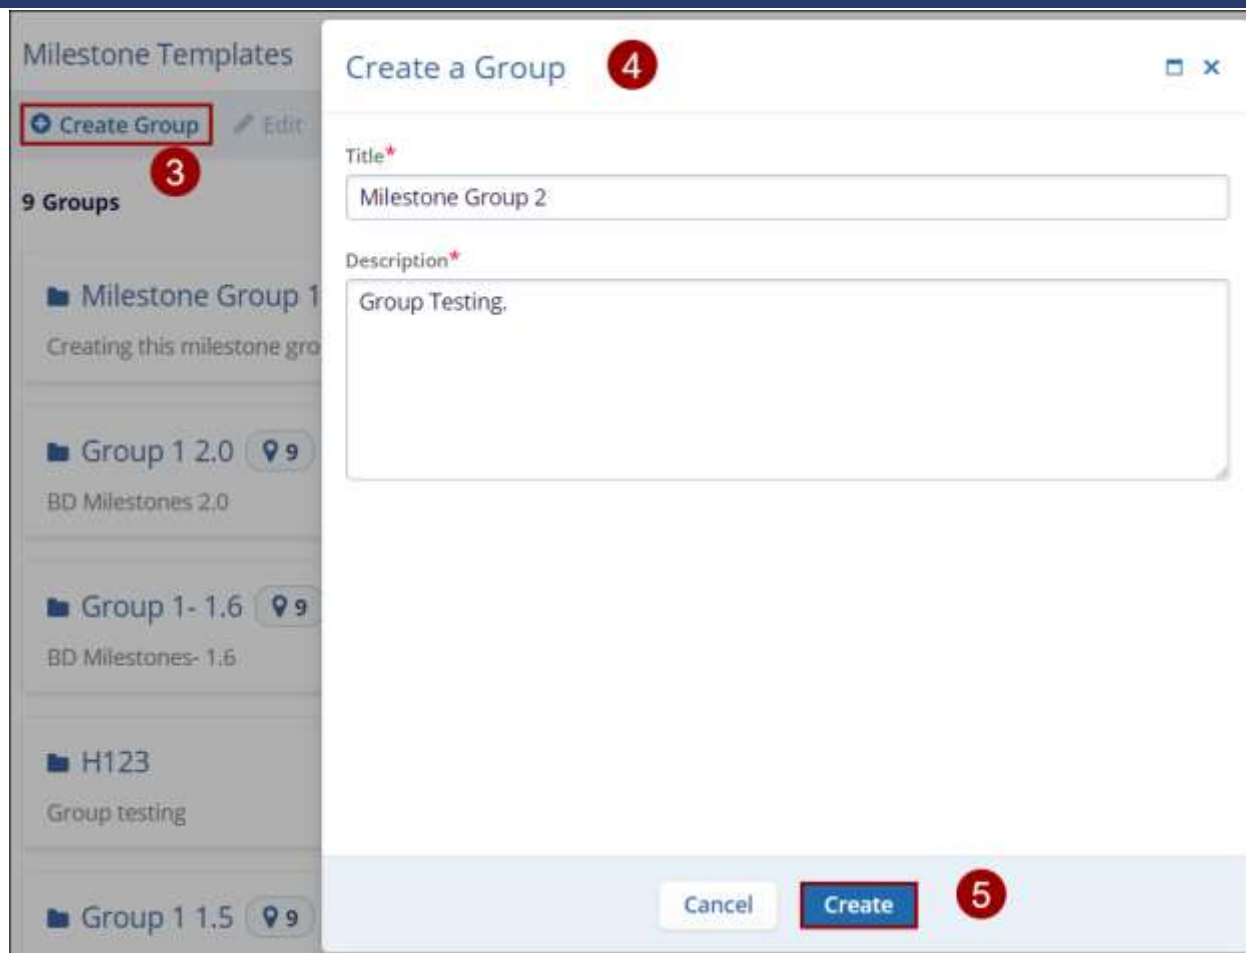 Milestone Templates
Create Group
Edit
3
9 Groups
Milestone Group 1
Creating this milestone gro
Group 1 2.0 9
BD Milestones 2.0
Group 1- 1.6 9
BD Milestones- 1.6
H123
Group testing
Group 1 1.5 9
Create a Group 4
Title*
Milestone Group 2
Description*
Group Testing.
Cancel Create 5